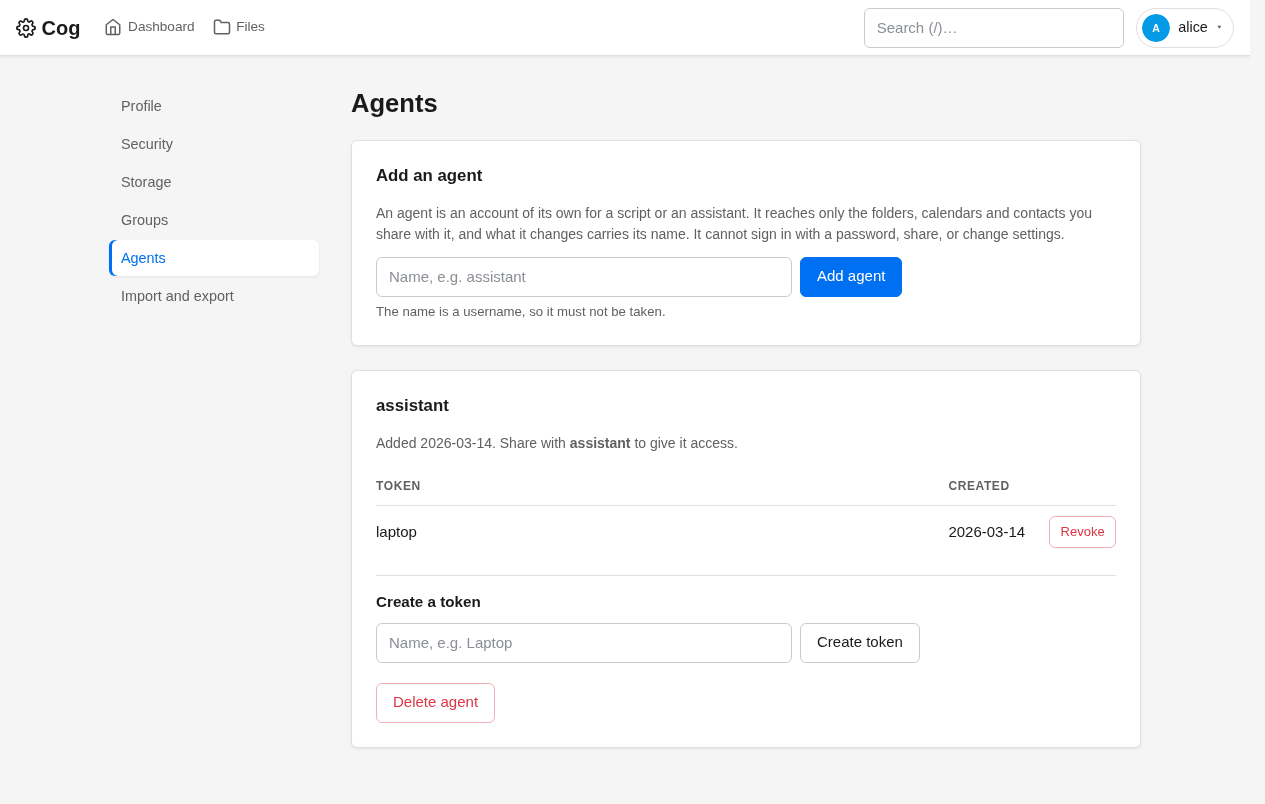 Cog
Dashboard
Files
Search (/)…
A
alice
Profile
Security
Storage
Groups
Agents
Import and export
Agents
Add an agent
An agent is an account of its own for a script or an assistant. It reaches only the folders, calendars and contacts you
share with it, and what it changes carries its name. It cannot sign in with a password, share, or change settings.
Name, e.g. assistant
Add agent
The name is a username, so it must not be taken.
assistant
Added 2026-03-14. Share with assistant to give it access.
TOKEN CREATED
laptop 2026-03-14 Revoke
Create a token
Name, e.g. Laptop
Create token
Delete agent